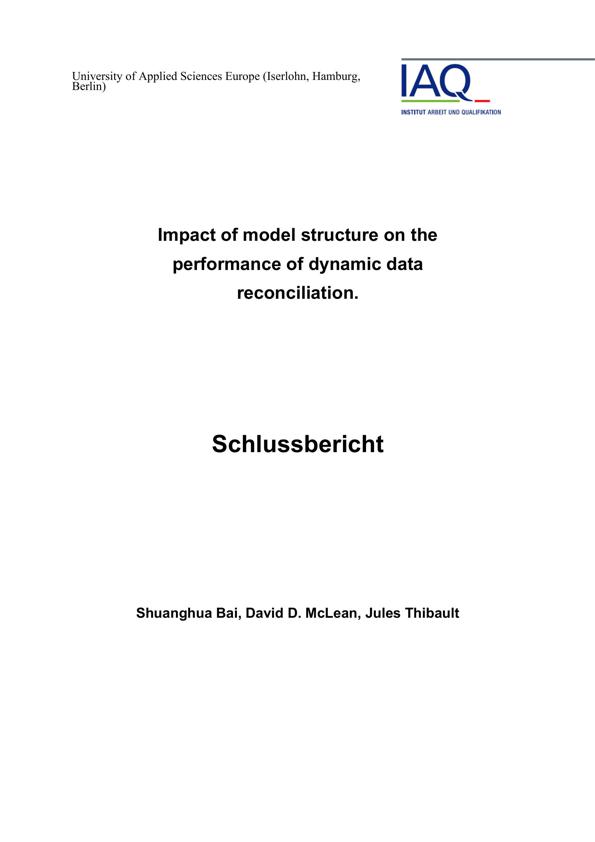 University of Applied Sciences Europe (Iserlohn, Hamburg,
Berlin)
IAQ
INSTITUT ARBEIT UND QUALIFIKATION
Impact of model structure on the
performance of dynamic data
reconciliation.
Schlussbericht
Shuanghua Bai, David D. McLean, Jules Thibault